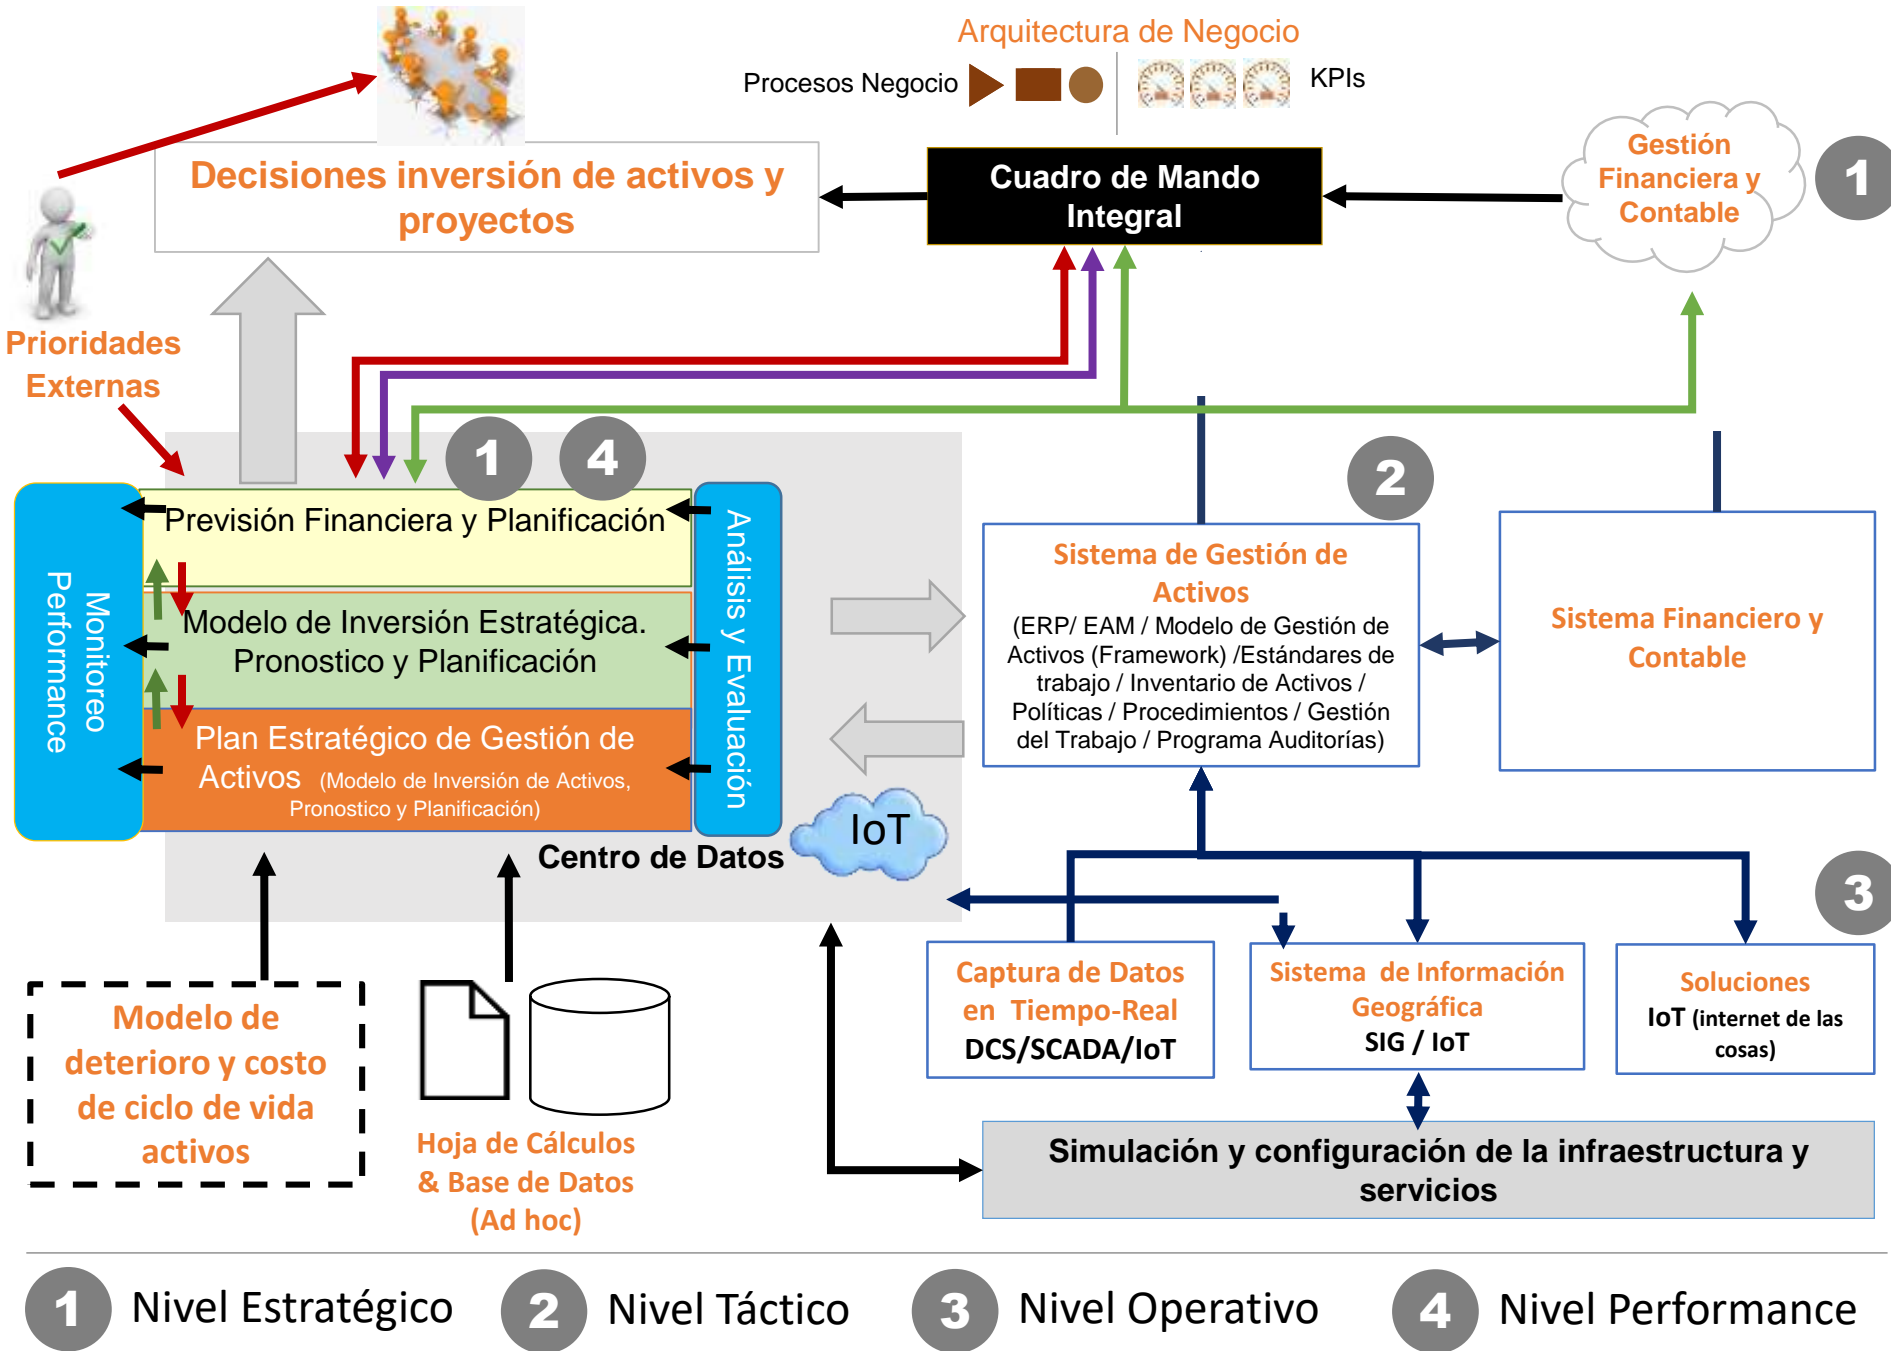 Arquitectura de Negocio
Procesos Negocio
KPIs
Decisiones inversión de activos y
proyectos
Cuadro de Mando
Integral
Gestión
Financiera y
Contable
1
Prioridades
Externas
1
4
2
Previsión Financiera y Planificación
Modelo de Inversión Estratégica.
Pronostico y Planificación
Plan Estratégico de Gestión de
Activos (Modelo de Inversión de Activos,
Pronostico y Planificación)
Monitoreo
Performance
Análisis y Evaluación
Centro de Datos
IoT
Sistema de Gestión de
Activos
(ERP/ EAM / Modelo de Gestión de
Activos (Framework) /Estándares de
trabajo / Inventario de Activos /
Políticas / Procedimientos / Gestión
del Trabajo / Programa Auditorías)
Sistema Financiero y
Contable
3
Modelo de
deterioro y costo
de ciclo de vida
activos
Hoja de Cálculos
& Base de Datos
(Ad hoc)
Captura de Datos
en Tiempo-Real
DCS/SCADA/IoT
Sistema de Información
Geográfica
SIG / IoT
Soluciones
IoT (internet de las
cosas)
Simulación y configuración de la infraestructura y
servicios
1 Nivel Estratégico
2 Nivel Táctico
3 Nivel Operativo
4 Nivel Performance